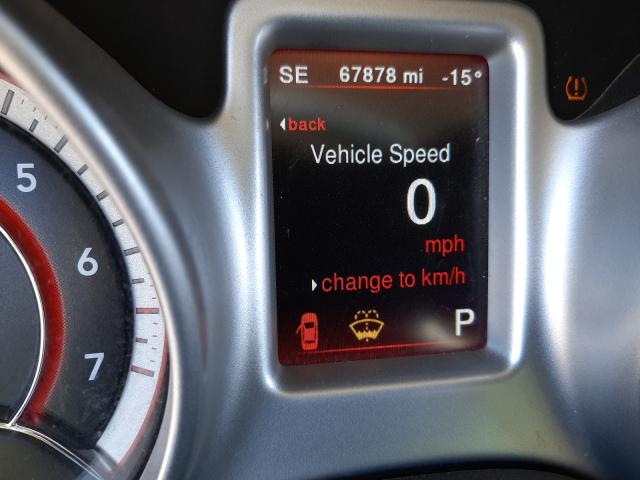 SE 67878 mi -15°
back
Vehicle Speed
0
mph
change to km/h
P
5
6
7